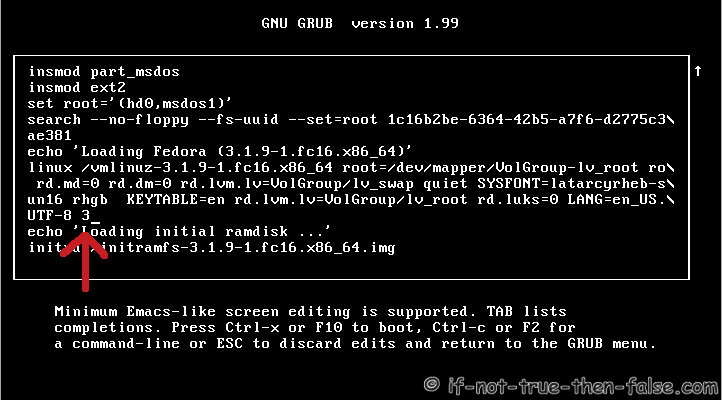 GNU GRUB  version 1.99
insmod part_msdos
insmod ext2
set root='(hd0,msdos1)'
search --no-floppy --fs-uuid --set=root 1c16b2be-6364-42b5-a7f6-d2775c3\
ae381
echo 'Loading Fedora (3.1.9-1.fc16.x86_64)'
linux /vmlinuz-3.1.9-1.fc16.x86_64 root=/dev/mapper/VolGroup-lv_root ro\
 rd.md=0 rd.dm=0 rd.lvm.lv=VolGroup/lv_swap quiet SYSFONT=latarcyrheb-s\
un16 rhgb  KEYTABLE=en rd.lvm.lv=VolGroup/lv_root rd.luks=0 LANG=en_US.\
UTF-8 3_
echo 'Loading initial ramdisk ...'
initrd /initramfs-3.1.9-1.fc16.x86_64.img
Minimum Emacs-like screen editing is supported. TAB lists
completions. Press Ctrl-x or F10 to boot, Ctrl-c or F2 for
a command-line or ESC to discard edits and return to the GRUB menu.
© if-not-true-then-false.com